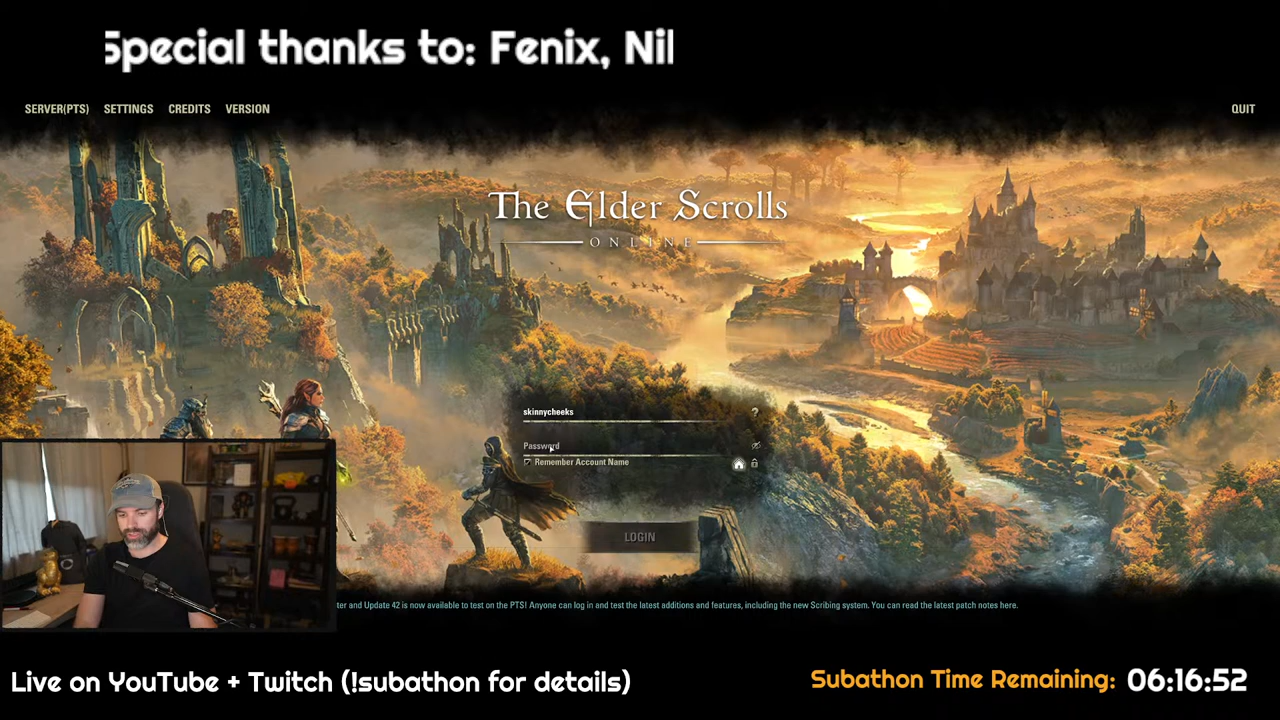 Special thanks to: Fenix, Nil
SERVER(PTS) SETTINGS CREDITS VERSION QUIT
The Elder Scrolls
ONLINE
skinnycheeks ?
Password
Remember Account Name
LOGIN
ter and Update 42 is now available to test on the PTS! Anyone can log in and test the latest additions and features, including the new Scribing system. You can read the latest patch notes here.
Live on YouTube + Twitch (!subathon for details)
Subathon Time Remaining: 06:16:52